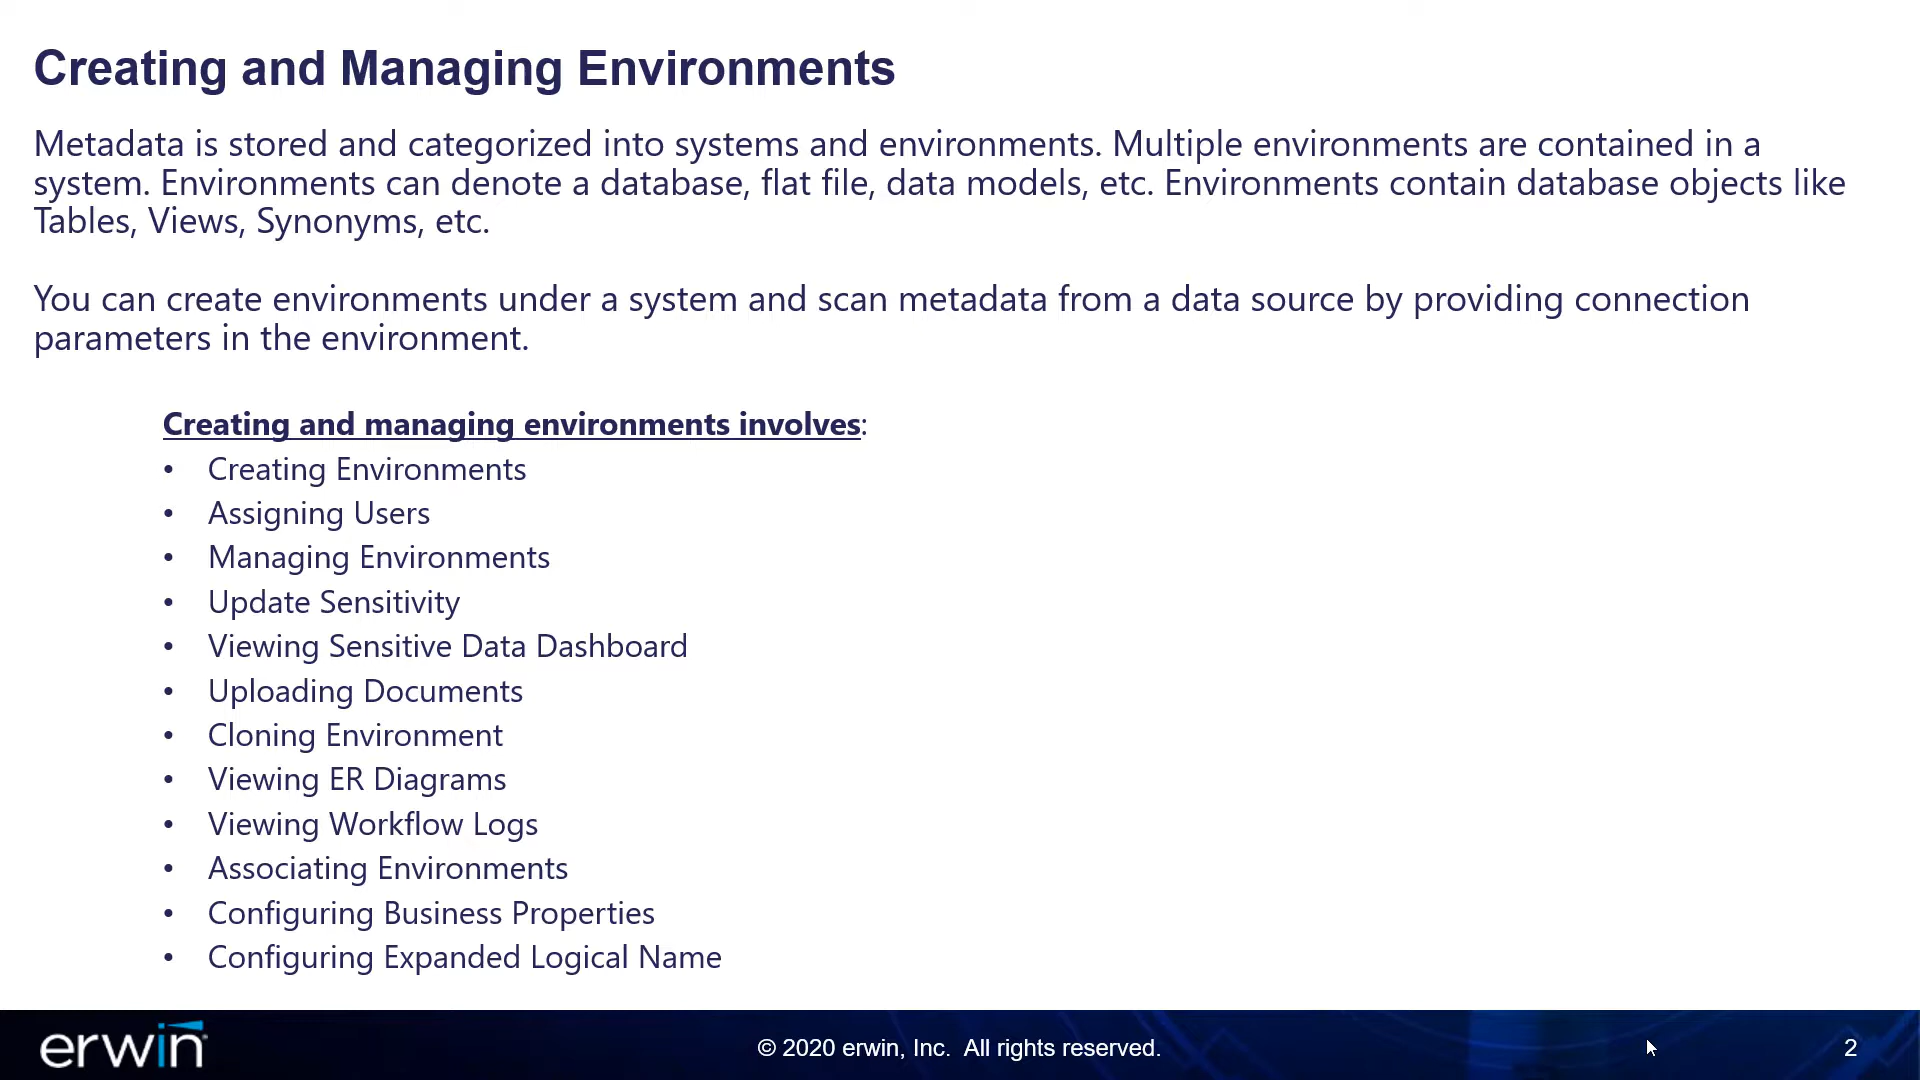 Creating and Managing Environments
Metadata is stored and categorized into systems and environments. Multiple environments are contained in a
system. Environments can denote a database, flat file, data models, etc. Environments contain database objects like
Tables, Views, Synonyms, etc.
You can create environments under a system and scan metadata from a data source by providing connection
parameters in the environment.
Creating and managing environments involves:
• Creating Environments
• Assigning Users
• Managing Environments
• Update Sensitivity
• Viewing Sensitive Data Dashboard
• Uploading Documents
• Cloning Environment
• Viewing ER Diagrams
• Viewing Workflow Logs
• Associating Environments
• Configuring Business Properties
• Configuring Expanded Logical Name
erwin
© 2020 erwin, Inc. All rights reserved.
2